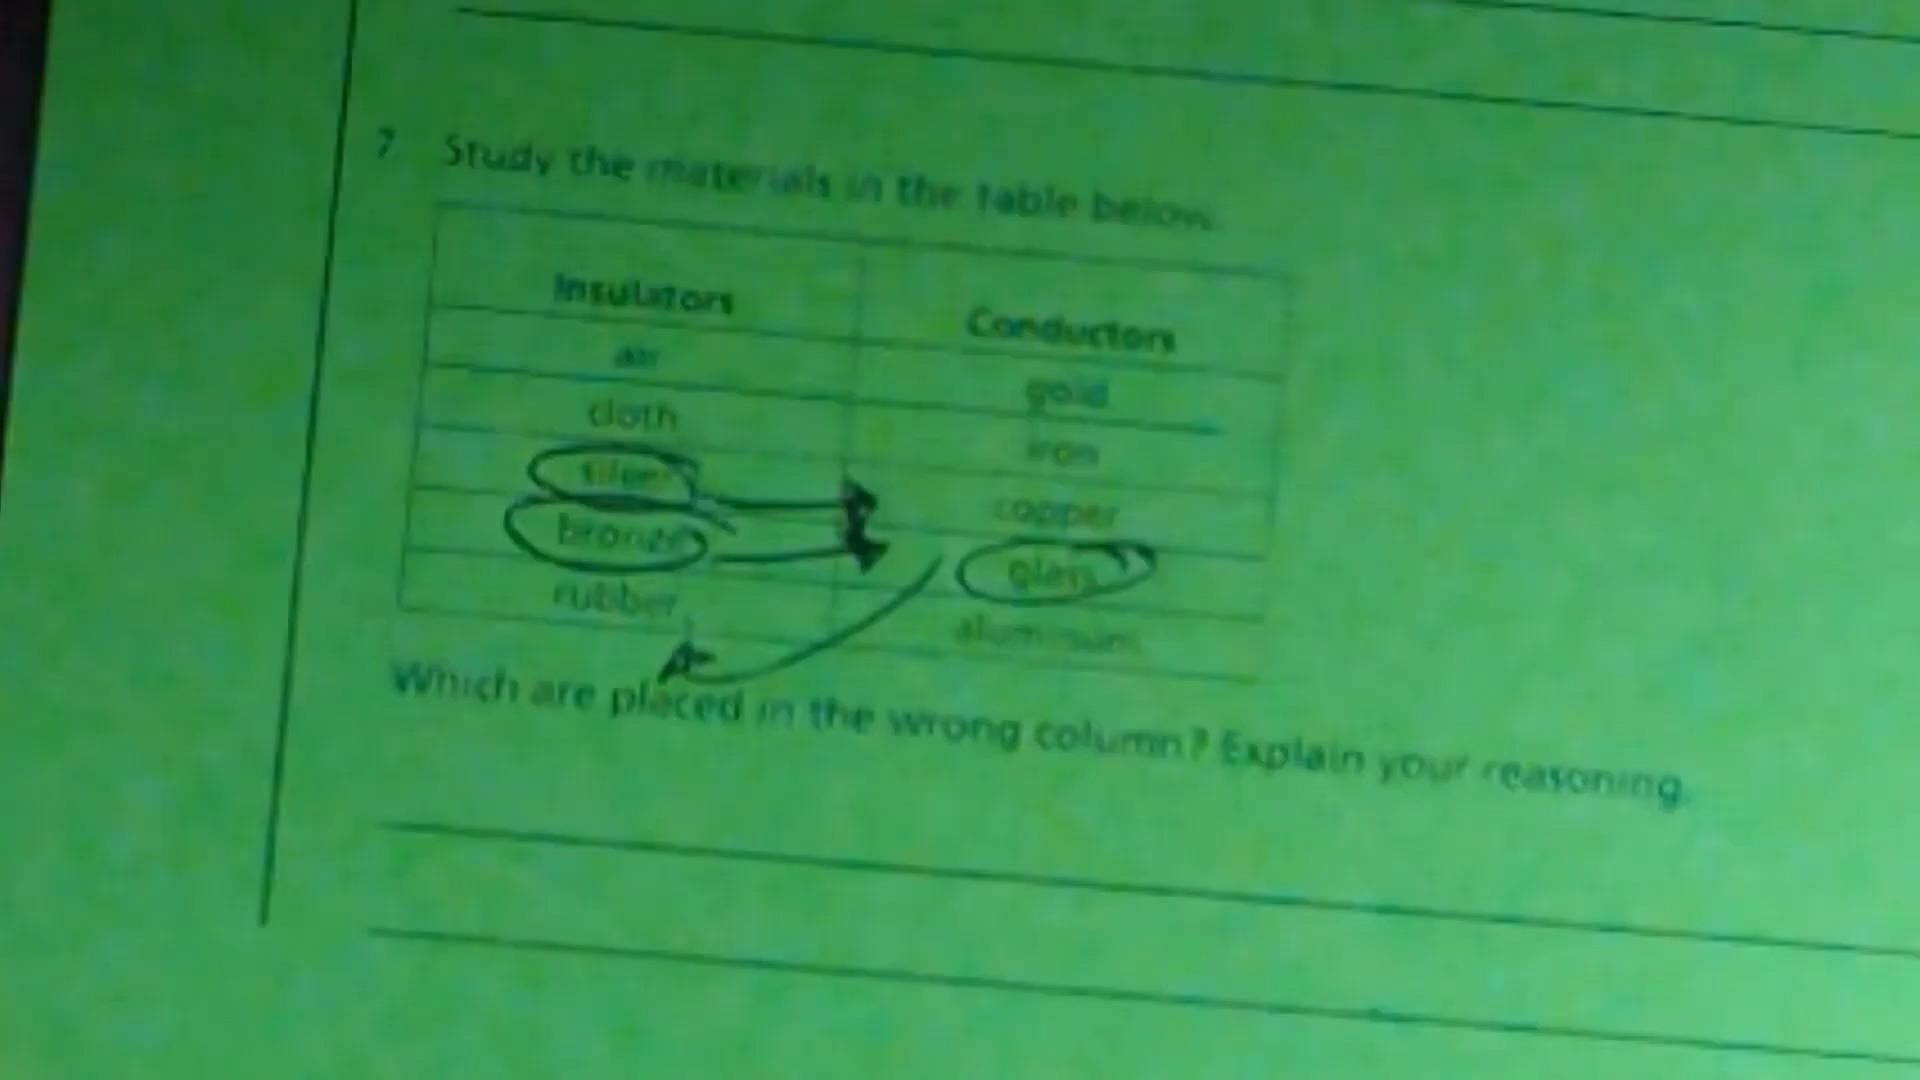 7 Study the materials in the table below.
Insulators Conductors
air gold
cloth iron
silver copper
bronze glass
rubber aluminum
Which are placed in the wrong column? Explain your reasoning.